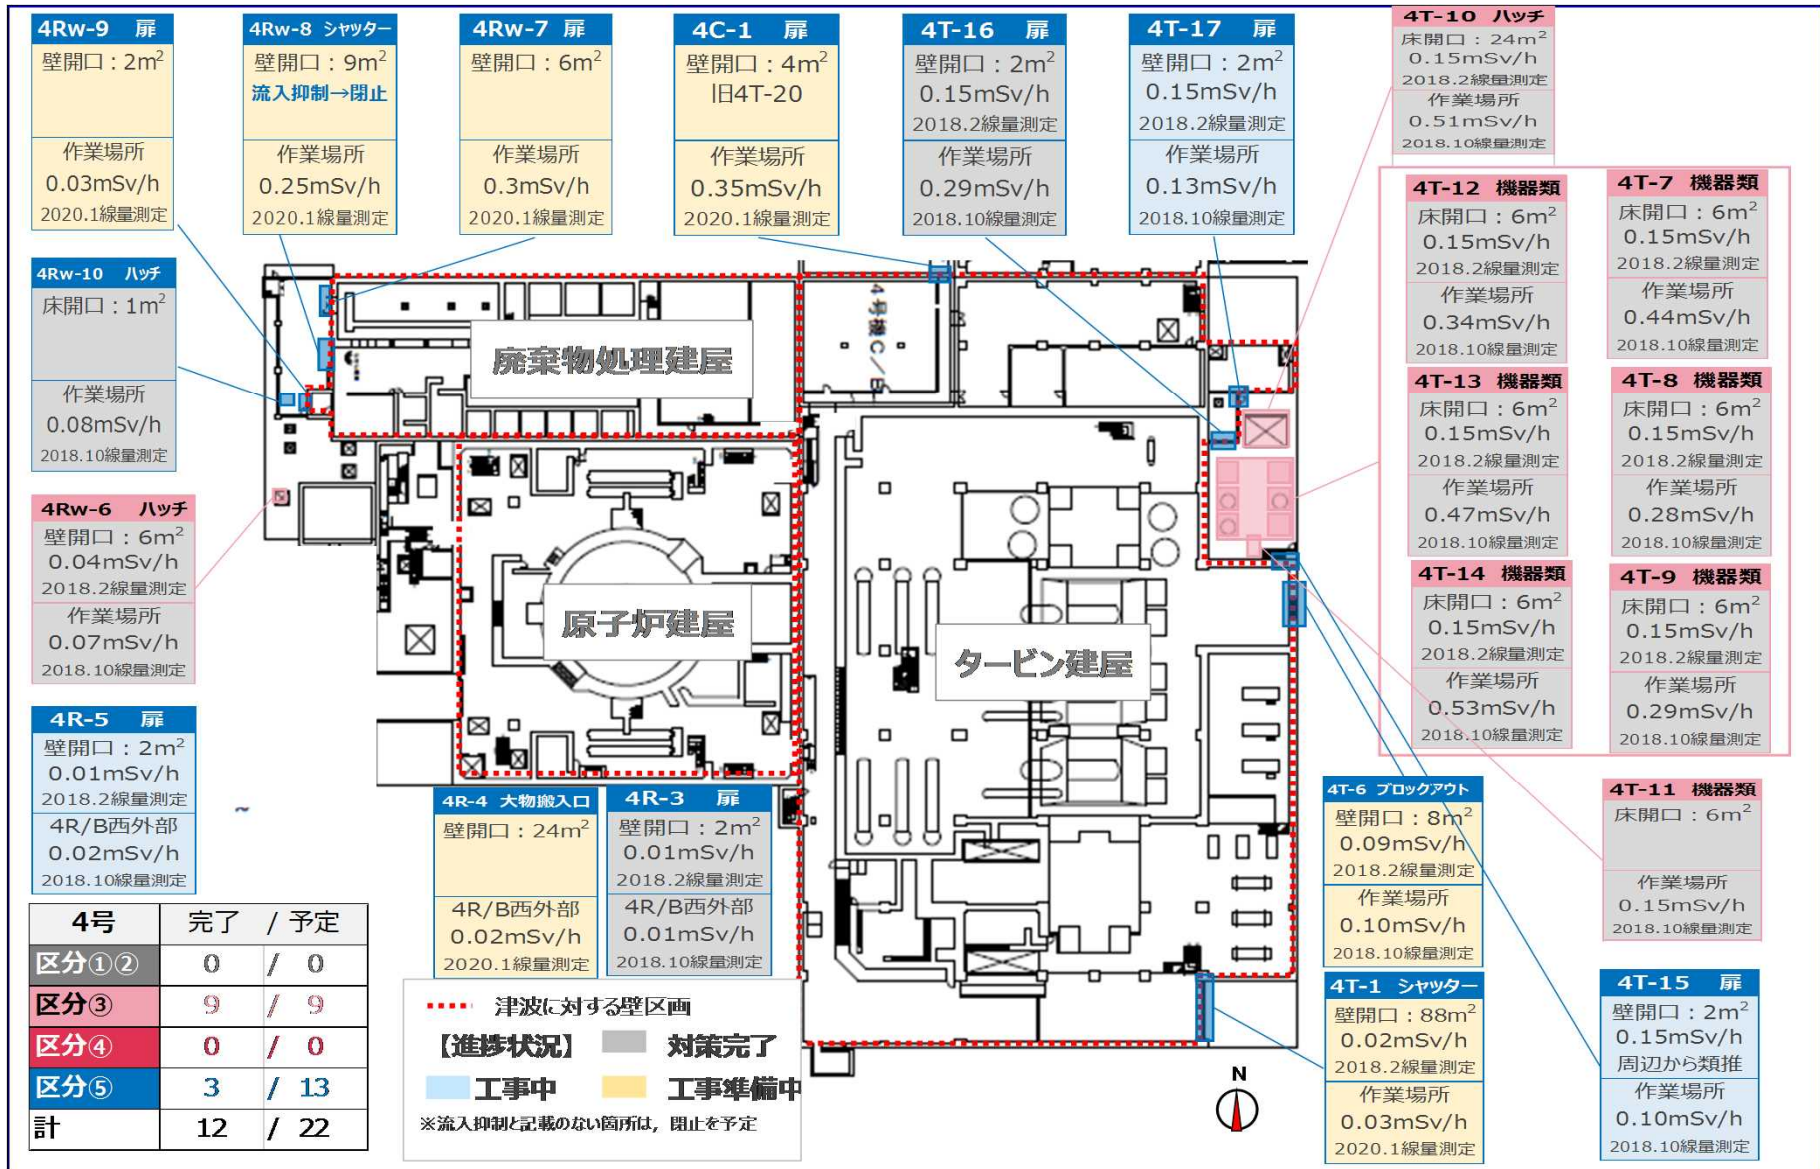 4Rw-9 扉
壁開口：2m²
作業場所
0.03mSv/h
2020.1線量測定
4Rw-8 シャッター
壁開口：9m²
流入抑制→閉止
作業場所
0.25mSv/h
2020.1線量測定
4Rw-7 扉
壁開口：6m²
作業場所
0.3mSv/h
2020.1線量測定
4C-1 扉
壁開口：4m²
旧4T-20
作業場所
0.35mSv/h
2020.1線量測定
4T-16 扉
壁開口：2m²
0.15mSv/h
2018.2線量測定
作業場所
0.29mSv/h
2018.10線量測定
4T-17 扉
壁開口：2m²
0.15mSv/h
2018.2線量測定
作業場所
0.13mSv/h
2018.10線量測定
4T-10 ハッチ
床開口：24m²
0.15mSv/h
2018.2線量測定
作業場所
0.51mSv/h
2018.10線量測定
4T-12 機器類
床開口：6m²
0.15mSv/h
2018.2線量測定
作業場所
0.34mSv/h
2018.10線量測定
4T-7 機器類
床開口：6m²
0.15mSv/h
2018.2線量測定
作業場所
0.44mSv/h
2018.10線量測定
4T-13 機器類
床開口：6m²
0.15mSv/h
2018.2線量測定
作業場所
0.47mSv/h
2018.10線量測定
4T-8 機器類
床開口：6m²
0.15mSv/h
2018.2線量測定
作業場所
0.28mSv/h
2018.10線量測定
4T-14 機器類
床開口：6m²
0.15mSv/h
2018.2線量測定
作業場所
0.53mSv/h
2018.10線量測定
4T-9 機器類
床開口：6m²
0.15mSv/h
2018.2線量測定
作業場所
0.29mSv/h
2018.10線量測定
4Rw-10 ハッチ
床開口：1m²
作業場所
0.08mSv/h
2018.10線量測定
4Rw-6 ハッチ
壁開口：6m²
0.04mSv/h
2018.2線量測定
作業場所
0.07mSv/h
2018.10線量測定
4R-5 扉
壁開口：2m²
0.01mSv/h
2018.2線量測定
4R/B西外部
0.02mSv/h
2018.10線量測定
~
廃棄物処理建屋
4号機C/B
原子炉建屋
タービン建屋
4R-4 大物搬入口
壁開口：24m²
4R/B西外部
0.02mSv/h
2020.1線量測定
4R-3 扉
壁開口：2m²
0.01mSv/h
2018.2線量測定
4R/B西外部
0.01mSv/h
2018.10線量測定
4T-6 ブロックアウト
壁開口：8m²
0.09mSv/h
2018.2線量測定
作業場所
0.10mSv/h
2018.10線量測定
4T-11 機器類
床開口：6m²
作業場所
0.15mSv/h
2018.10線量測定
4T-1 シャッター
壁開口：88m²
0.02mSv/h
2018.2線量測定
作業場所
0.03mSv/h
2020.1線量測定
4T-15 扉
壁開口：2m²
0.15mSv/h
周辺から類推
作業場所
0.10mSv/h
2018.10線量測定
4号 完了 / 予定
区分①② 0 / 0
区分③ 9 / 9
区分④ 0 / 0
区分⑤ 3 / 13
計 12 / 22
津波に対する壁区画
【進捗状況】 対策完了
工事中 工事準備中
※流入抑制と記載のない箇所は，閉止を予定
N